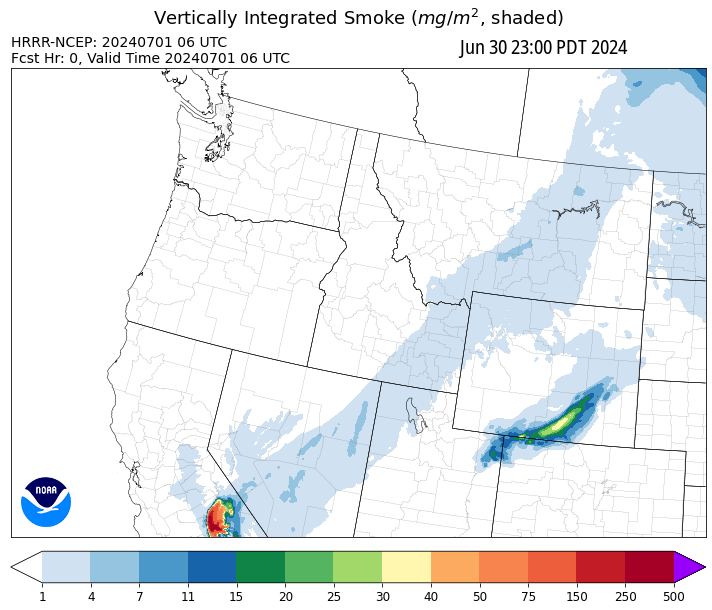 Vertically Integrated Smoke (mg/m², shaded)
HRRR-NCEP: 20240701 06 UTC
Fcst Hr: 0, Valid Time 20240701 06 UTC
Jun 30 23:00 PDT 2024
NOAA
1 4 7 11 15 20 25 30 40 50 75 150 250 500